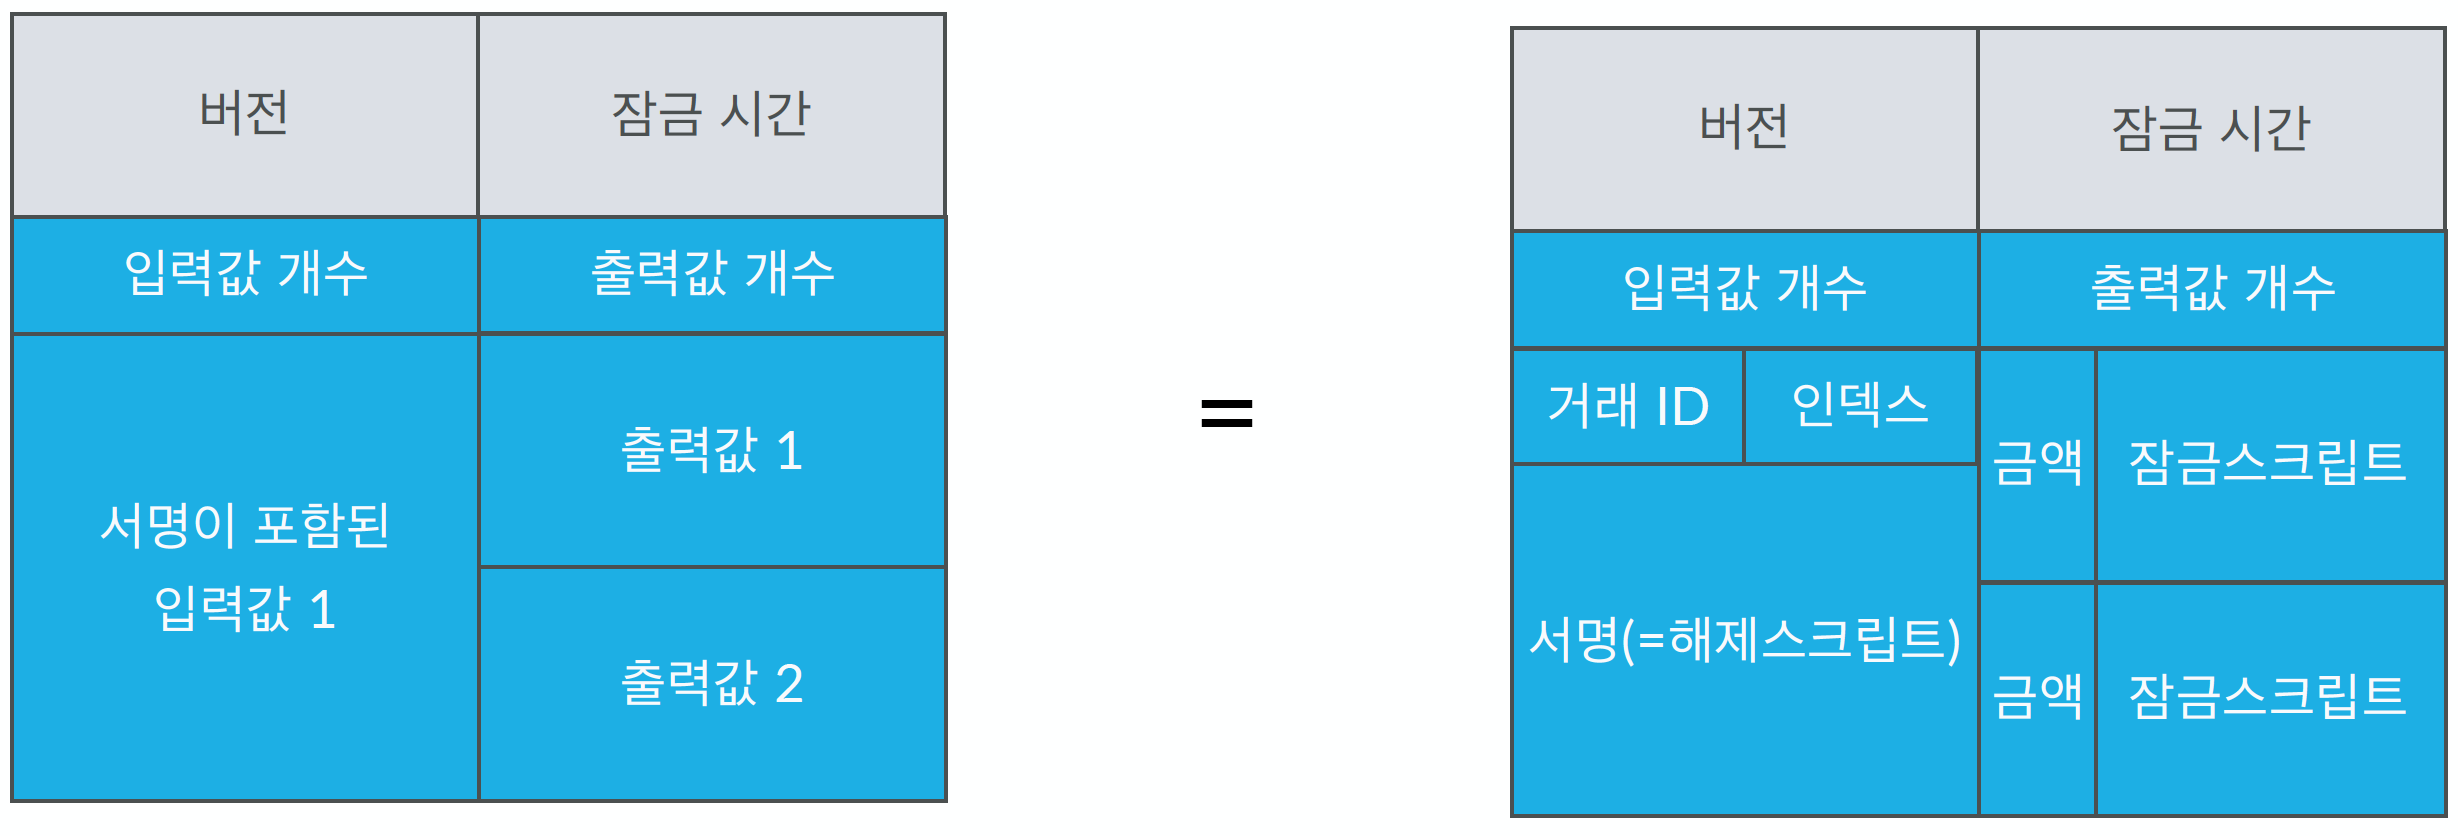 버전
잠금 시간
입력값 개수
출력값 개수
서명이 포함된
입력값 1
출력값 1
출력값 2
=
버전
잠금 시간
입력값 개수
출력값 개수
거래 ID
인덱스
서명(=해제스크립트)
금액
잠금스크립트
금액
잠금스크립트